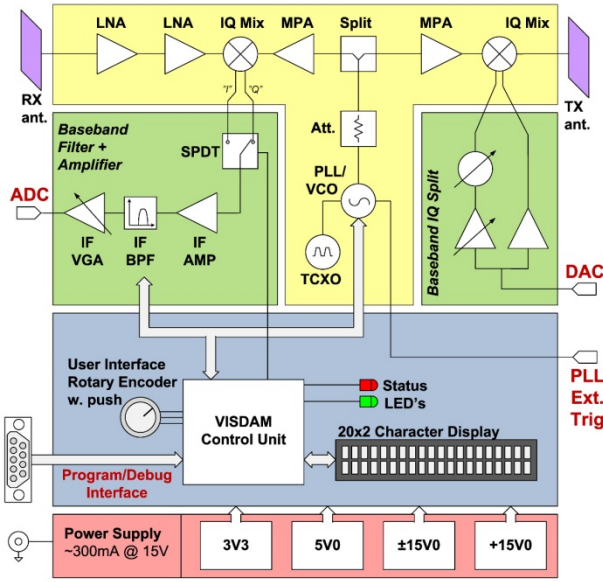 LNA
LNA
IQ Mix
MPA
Split
MPA
IQ Mix
RX
ant.
"I"
"Q"
TX
ant.
Baseband
Filter +
Amplifier
SPDT
Att.
PLL/
VCO
ADC
IF
VGA
IF
BPF
IF
AMP
TCXO
Baseband IQ Split
DAC
User Interface
Rotary Encoder
w. push
VISDAM
Control Unit
Status
LED's
PLL
Ext.
Trig
20x2 Character Display
Program/Debug
Interface
Power Supply
~300mA @ 15V
3V3
5V0
±15V0
+15V0